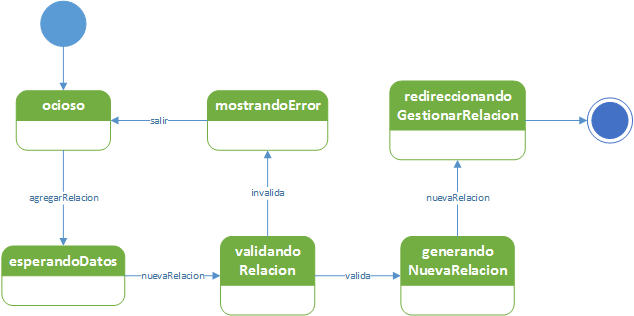 ocioso
mostrandoError
redireccionando
GestionarRelacion
salir
agregarRelacion
invalida
nuevaRelacion
esperandoDatos
validando
Relacion
generando
NuevaRelacion
nuevaRelacion
valida